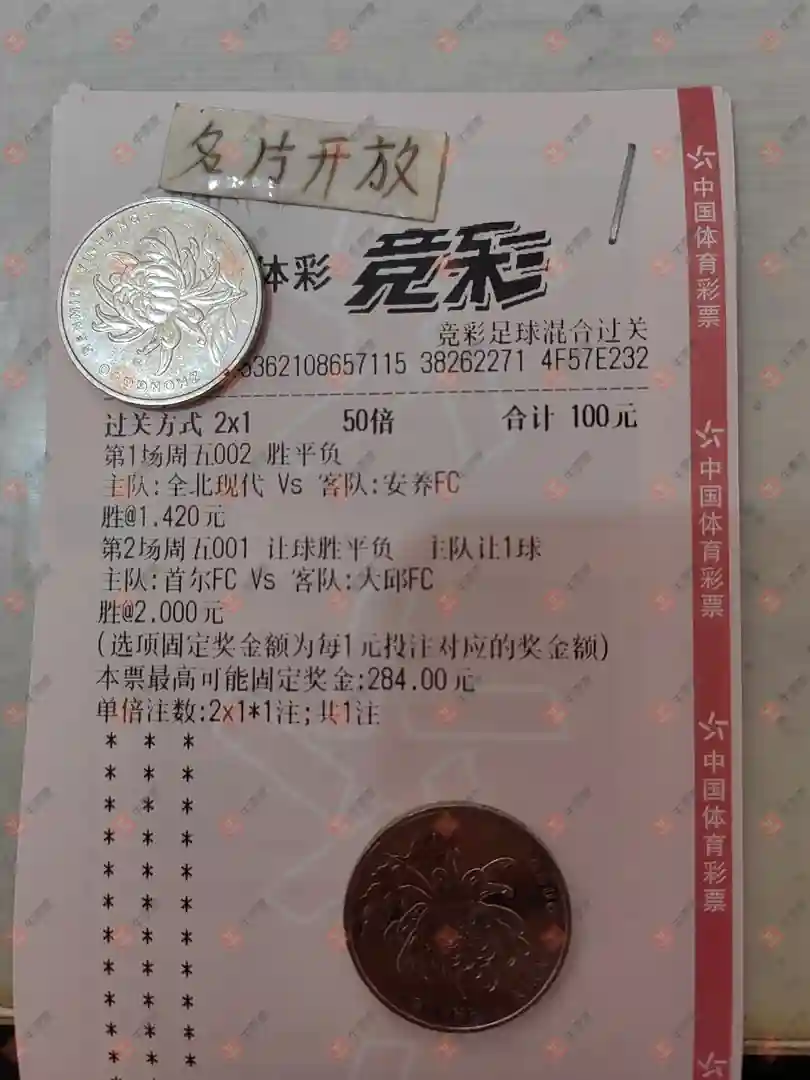 名片开放
体彩 竞彩
竞彩足球混合过关
5362108657115 38262271 4F57E232
过关方式 2x1 50倍 合计 100元
第1场周五002 胜平负
主队:全北现代 Vs 客队:安养FC
胜@1.420元
第2场周五001 让球胜平负 主队让1球
主队:首尔FC Vs 客队:大邱FC
胜@2.000元
(选项固定奖金额为每1元投注对应的奖金额)
本票最高可能固定奖金:284.00元
单倍注数:2x1*1注;共1注
* * *
* * *
* * *
* * *
* * *
* * *
* * *
* * *
* * *
* * *
* * *
中国体育彩票
中国体育彩票
中国体育彩票